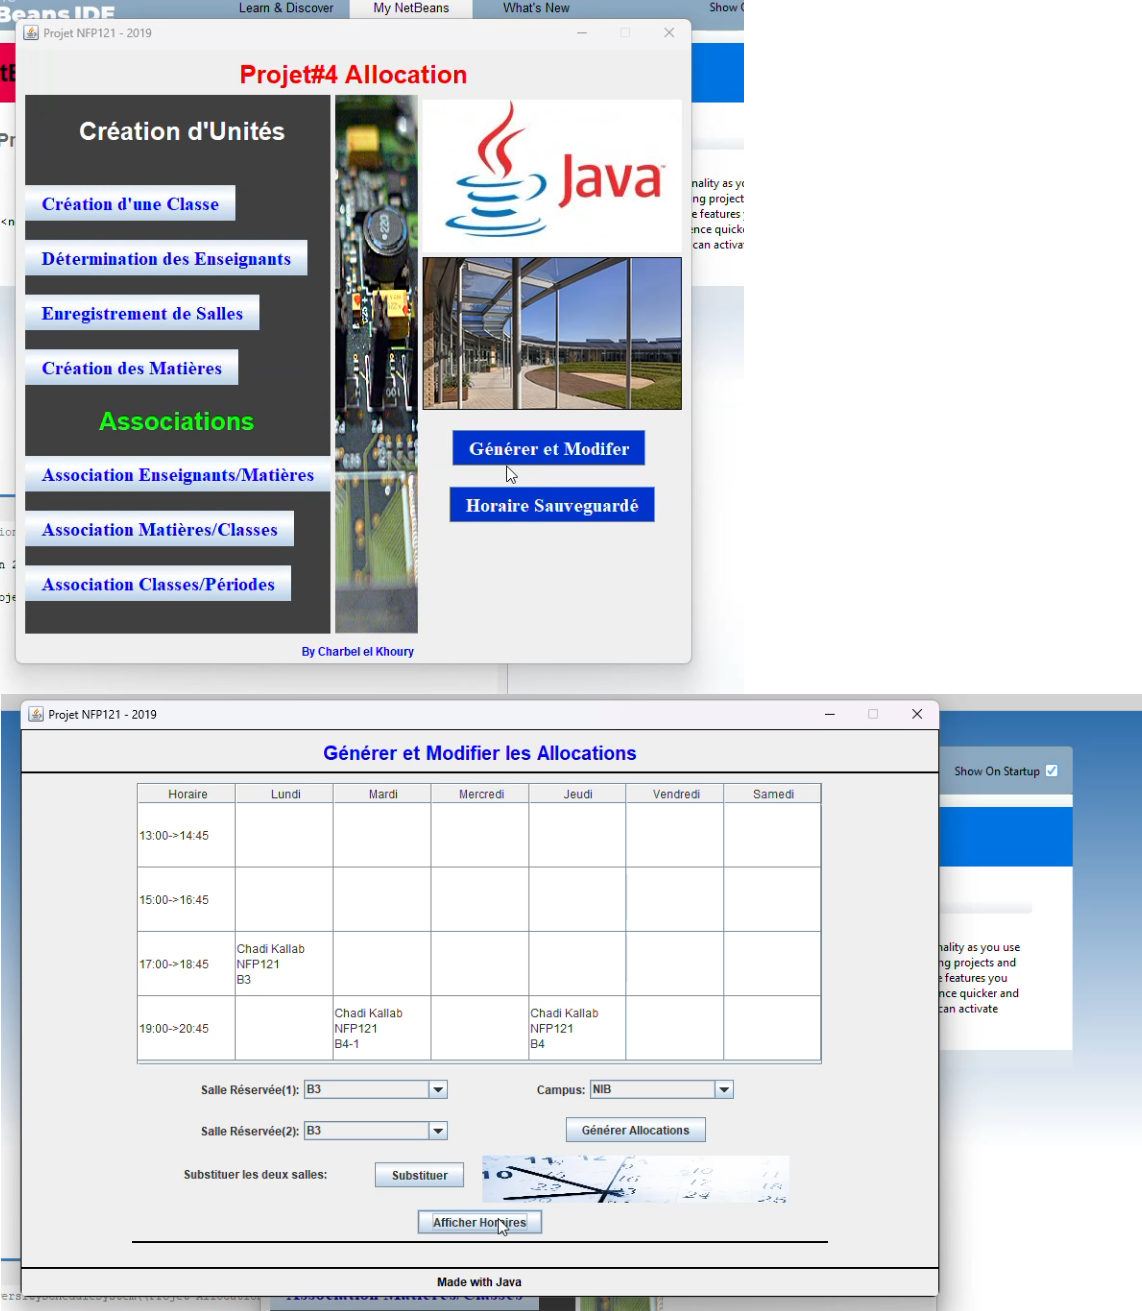 Beans IDE
Learn & Discover
My NetBeans
What's New
Show
Projet NFP121 - 2019
Projet#4 Allocation
Création d'Unités
Création d'une Classe
Détermination des Enseignants
Enregistrement de Salles
Création des Matières
Associations
Association Enseignants/Matières
Association Matières/Classes
Association Classes/Périodes
Java
Générer et Modifer
Horaire Sauveguardé
By Charbel el Khoury
nality as yo
ng project
e features
ence quick
can activa
Projet NFP121 - 2019
Générer et Modifier les Allocations
Horaire Lundi Mardi Mercredi Jeudi Vendredi Samedi
13:00->14:45
15:00->16:45
17:00->18:45
Chadi Kallab
NFP121
B3
19:00->20:45
Chadi Kallab
NFP121
B4-1
Chadi Kallab
NFP121
B4
Salle Réservée(1): B3
Campus: NIB
Salle Réservée(2): B3
Générer Allocations
Substituer les deux salles:
Substituer
Afficher Horaires
Made with Java
Show On Startup
nality as you use
ng projects and
e features you
nce quicker and
can activate
Association Matières/Classes